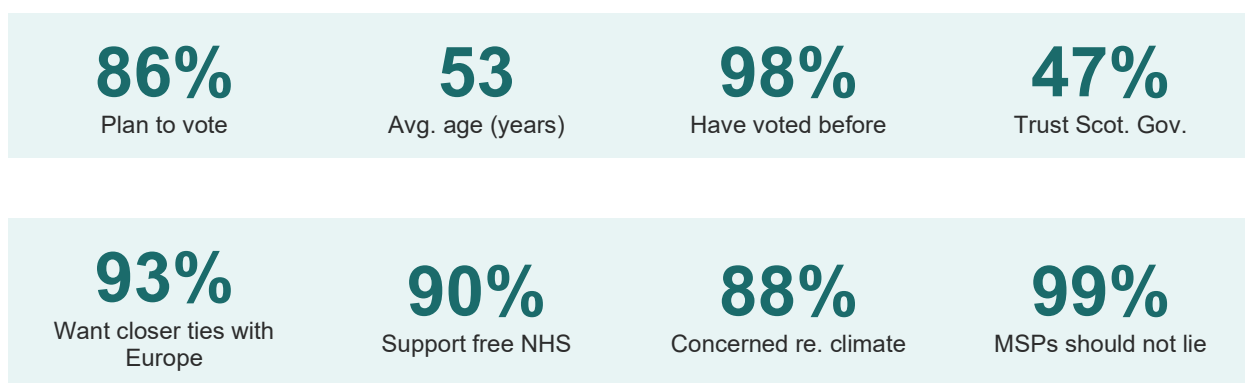 86%
53
98%
47%
Plan to vote
Avg. age (years)
Have voted before
Trust Scot. Gov.
93%
90%
88%
99%
Want closer ties with
Europe
Support free NHS
Concerned re. climate
MSPs should not lie